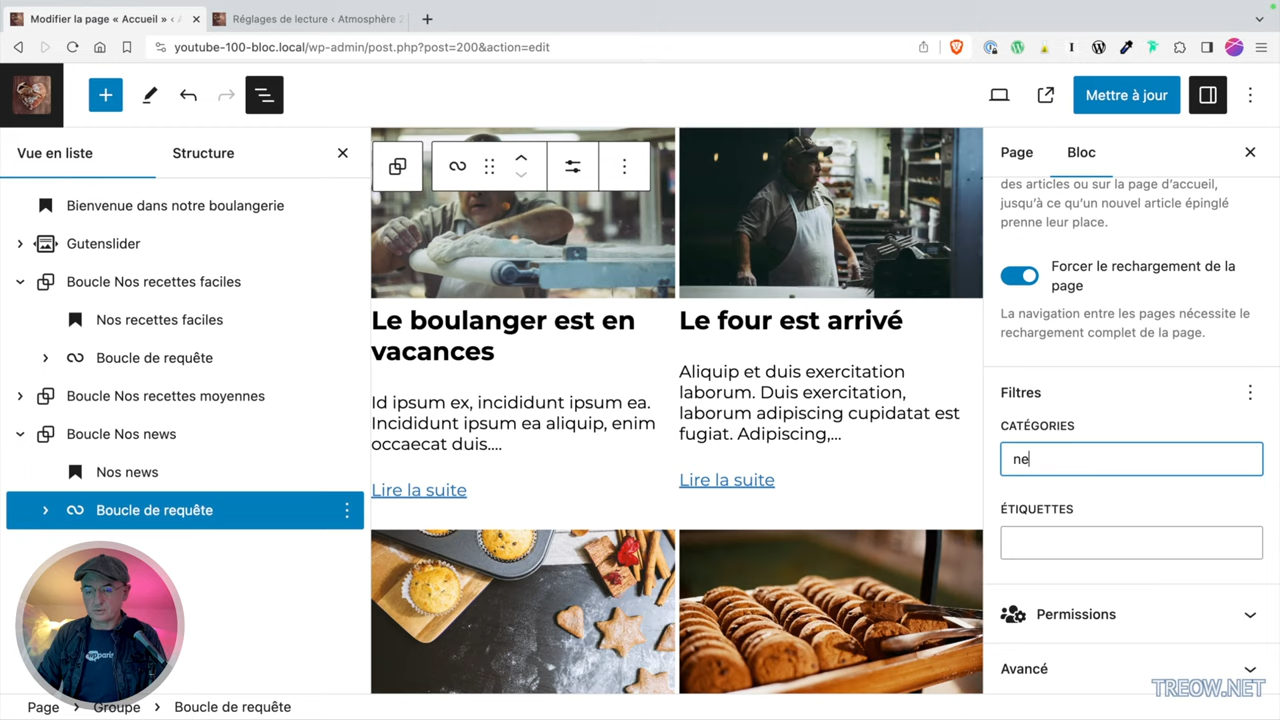 Modifier la page « Accueil » ‹
Réglages de lecture ‹ Atmosphère 2
youtube-100-bloc.local/wp-admin/post.php?post=200&action=edit
Mettre à jour
Vue en liste
Structure
Bienvenue dans notre boulangerie
Gutenslider
Boucle Nos recettes faciles
Nos recettes faciles
Boucle de requête
Boucle Nos recettes moyennes
Boucle Nos news
Nos news
Boucle de requête
Le boulanger est en
vacances
Id ipsum ex, incididunt ipsum ea.
Incididunt ipsum ea aliquip, enim
occaecat duis....
Lire la suite
Le four est arrivé
Aliquip et duis exercitation
laborum. Duis exercitation,
laborum adipiscing cupidatat est
fugiat. Adipiscing,...
Lire la suite
Page
Bloc
des articles ou sur la page d’accueil,
jusqu’à ce qu’un nouvel article épinglé
prenne leur place.
Forcer le rechargement de la
page
La navigation entre les pages nécessite le
rechargement complet de la page.
Filtres
CATÉGORIES
ne
ÉTIQUETTES
Permissions
Avancé
Page
Groupe
Boucle de requête
TREOW.NET